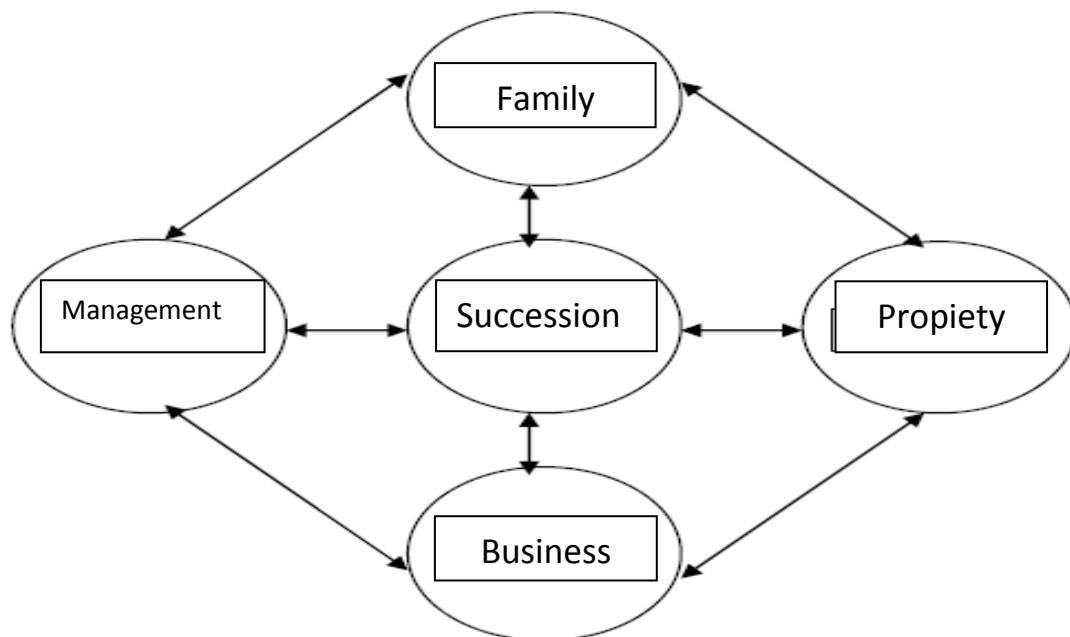 Family
Management
Succession
Propiety
Business